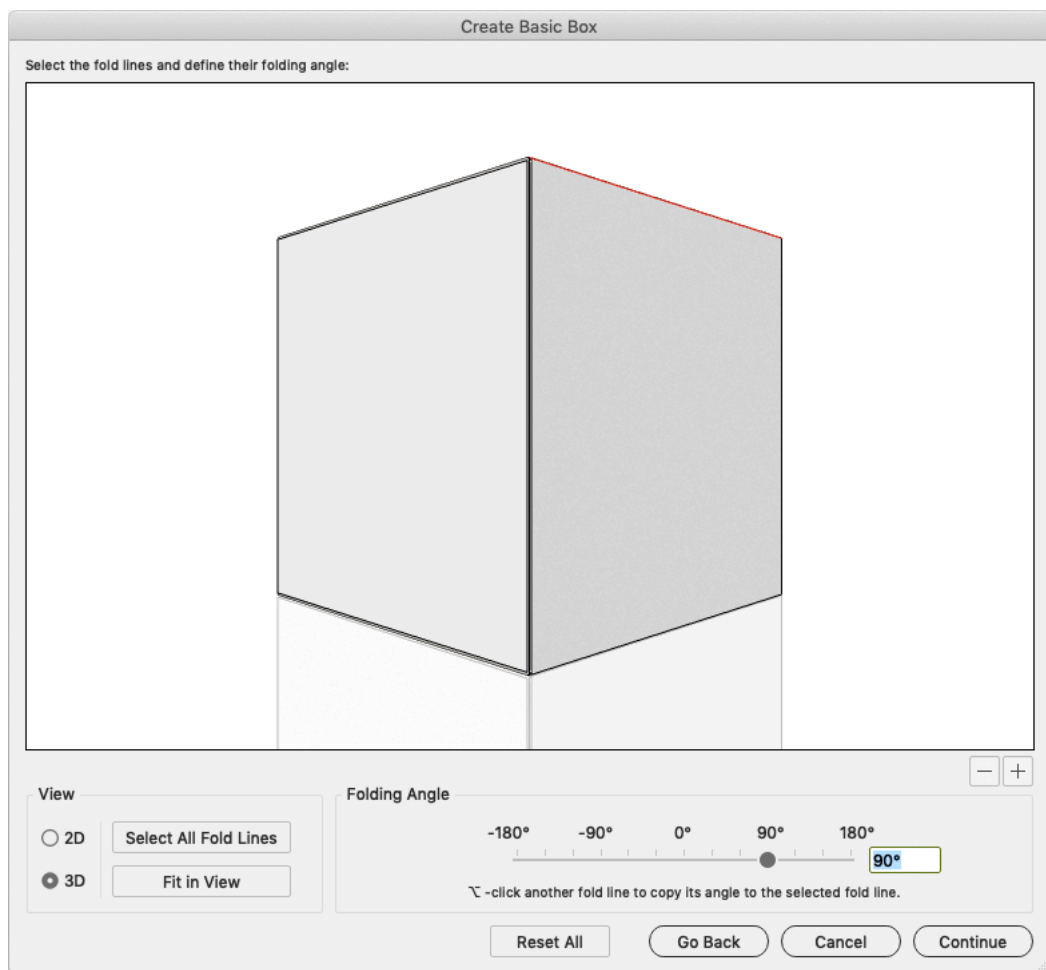 Create Basic Box
Select the fold lines and define their folding angle:
View
2D
Select All Fold Lines
3D
Fit in View
Folding Angle
-180° -90° 0° 90° 180°
90°
⌥ -click another fold line to copy its angle to the selected fold line.
Reset All
Go Back
Cancel
Continue